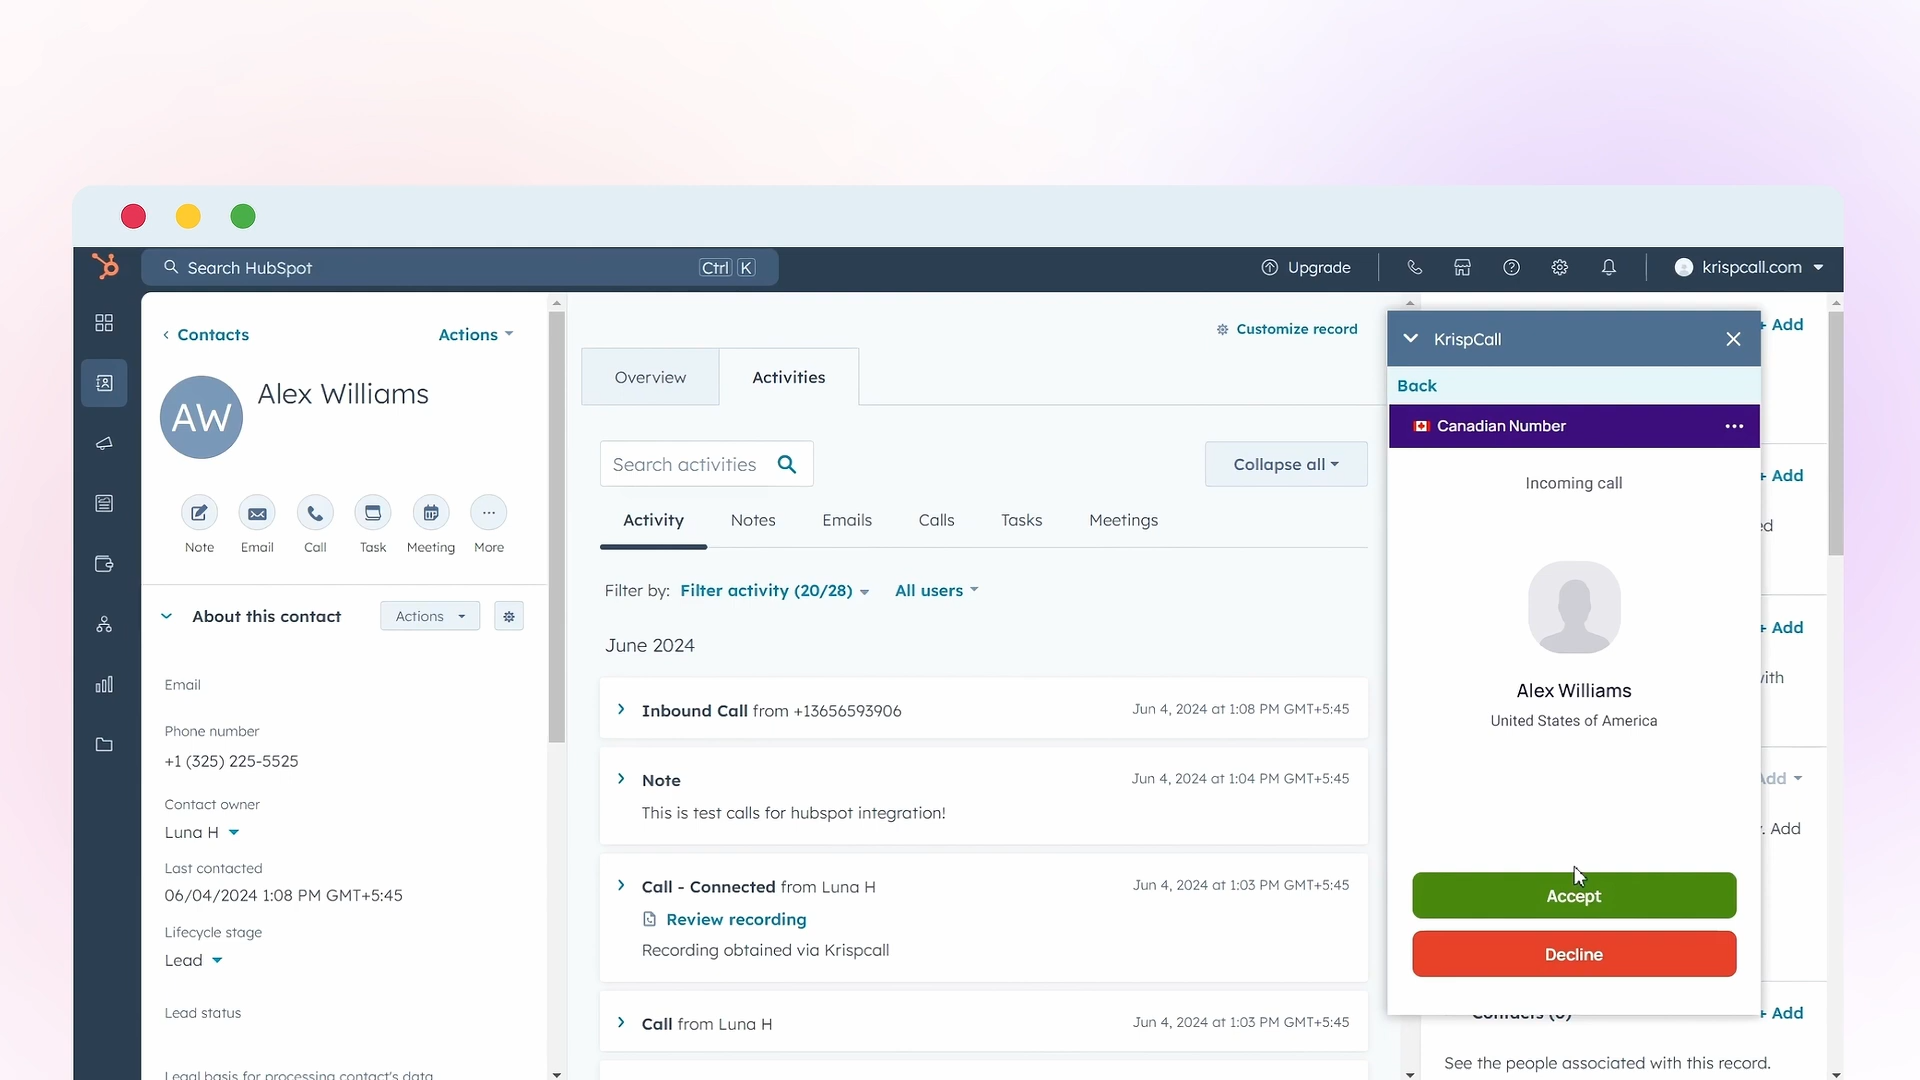 Search HubSpot
Ctrl K
Upgrade
krispcall.com
Contacts
Actions
AW
Alex Williams
Note
Email
Call
Task
Meeting
More
About this contact
Actions
Email
Phone number
+1 (325) 225-5525
Contact owner
Luna H
Last contacted
06/04/2024 1:08 PM GMT+5:45
Lifecycle stage
Lead
Lead status
Legal basis for processing contact's data
Customize record
Overview
Activities
Search activities
Collapse all
Activity
Notes
Emails
Calls
Tasks
Meetings
Filter by: Filter activity (20/28)
All users
June 2024
Inbound Call from +13656593906
Jun 4, 2024 at 1:08 PM GMT+5:45
Note
Jun 4, 2024 at 1:04 PM GMT+5:45
This is test calls for hubspot integration!
Call - Connected from Luna H
Jun 4, 2024 at 1:03 PM GMT+5:45
Review recording
Recording obtained via Krispcall
Call from Luna H
Jun 4, 2024 at 1:03 PM GMT+5:45
KrispCall
Back
Canadian Number
Incoming call
Alex Williams
United States of America
Accept
Decline
+ Add
+ Add
+ Add
Add
Add
+ Add
See the people associated with this record.